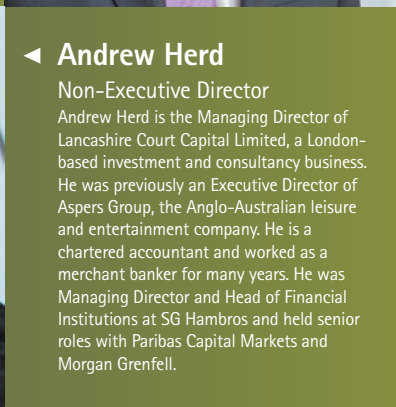 ◄ Andrew Herd
Non-Executive Director
Andrew Herd is the Managing Director of
Lancashire Court Capital Limited, a London-
based investment and consultancy business.
He was previously an Executive Director of
Aspers Group, the Anglo-Australian leisure
and entertainment company. He is a
chartered accountant and worked as a
merchant banker for many years. He was
Managing Director and Head of Financial
Institutions at SG Hambros and held senior
roles with Paribas Capital Markets and
Morgan Grenfell.